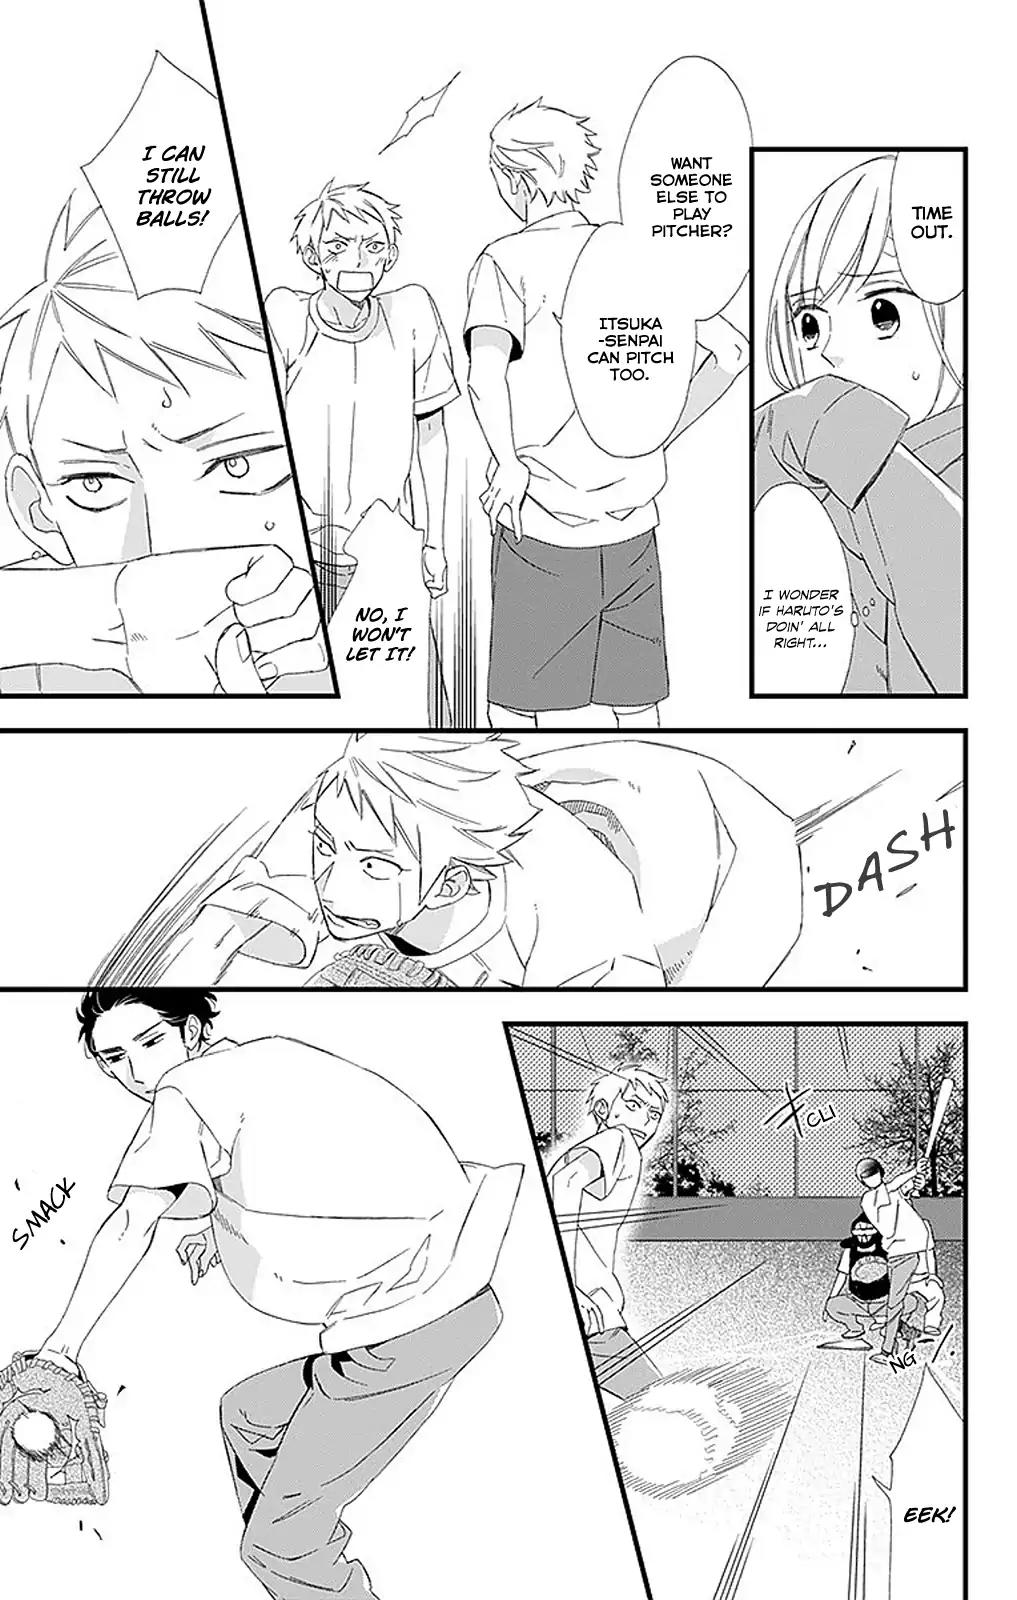 TIME
OUT.
I WONDER
IF HARUTO'S
DOIN' ALL
RIGHT...
WANT
SOMEONE
ELSE TO
PLAY
PITCHER?
ITSUKA
-SENPAI
CAN PITCH
TOO.
NO, I
WON'T
LET IT!
I CAN
STILL
THROW
BALLS!
DASH
CLI
NG
EEK!
SMACK